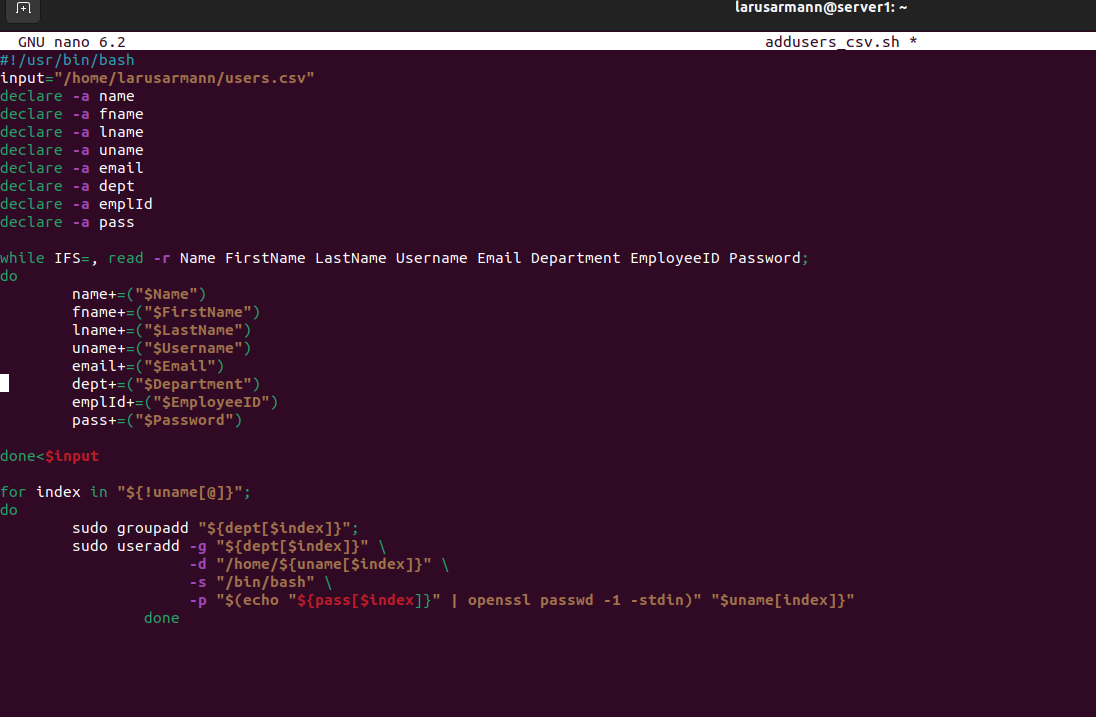 larusarmann@server1: ~
GNU nano 6.2 addusers_csv.sh *
#!/usr/bin/bash
input="/home/larusarmann/users.csv"
declare -a name
declare -a fname
declare -a lname
declare -a uname
declare -a email
declare -a dept
declare -a emplId
declare -a pass
while IFS=, read -r Name FirstName LastName Username Email Department EmployeeID Password;
do
name+=("$Name")
fname+=("$FirstName")
lname+=("$LastName")
uname+=("$Username")
email+=("$Email")
dept+=("$Department")
emplId+=("$EmployeeID")
pass+=("$Password")
done<$input
for index in "${!uname[@]}";
do
sudo groupadd "${dept[$index]}";
sudo useradd -g "${dept[$index]}" \
-d "/home/${uname[$index]}" \
-s "/bin/bash" \
-p "$(echo "${pass[$index]}" | openssl passwd -1 -stdin)" "$uname[index]}"
done